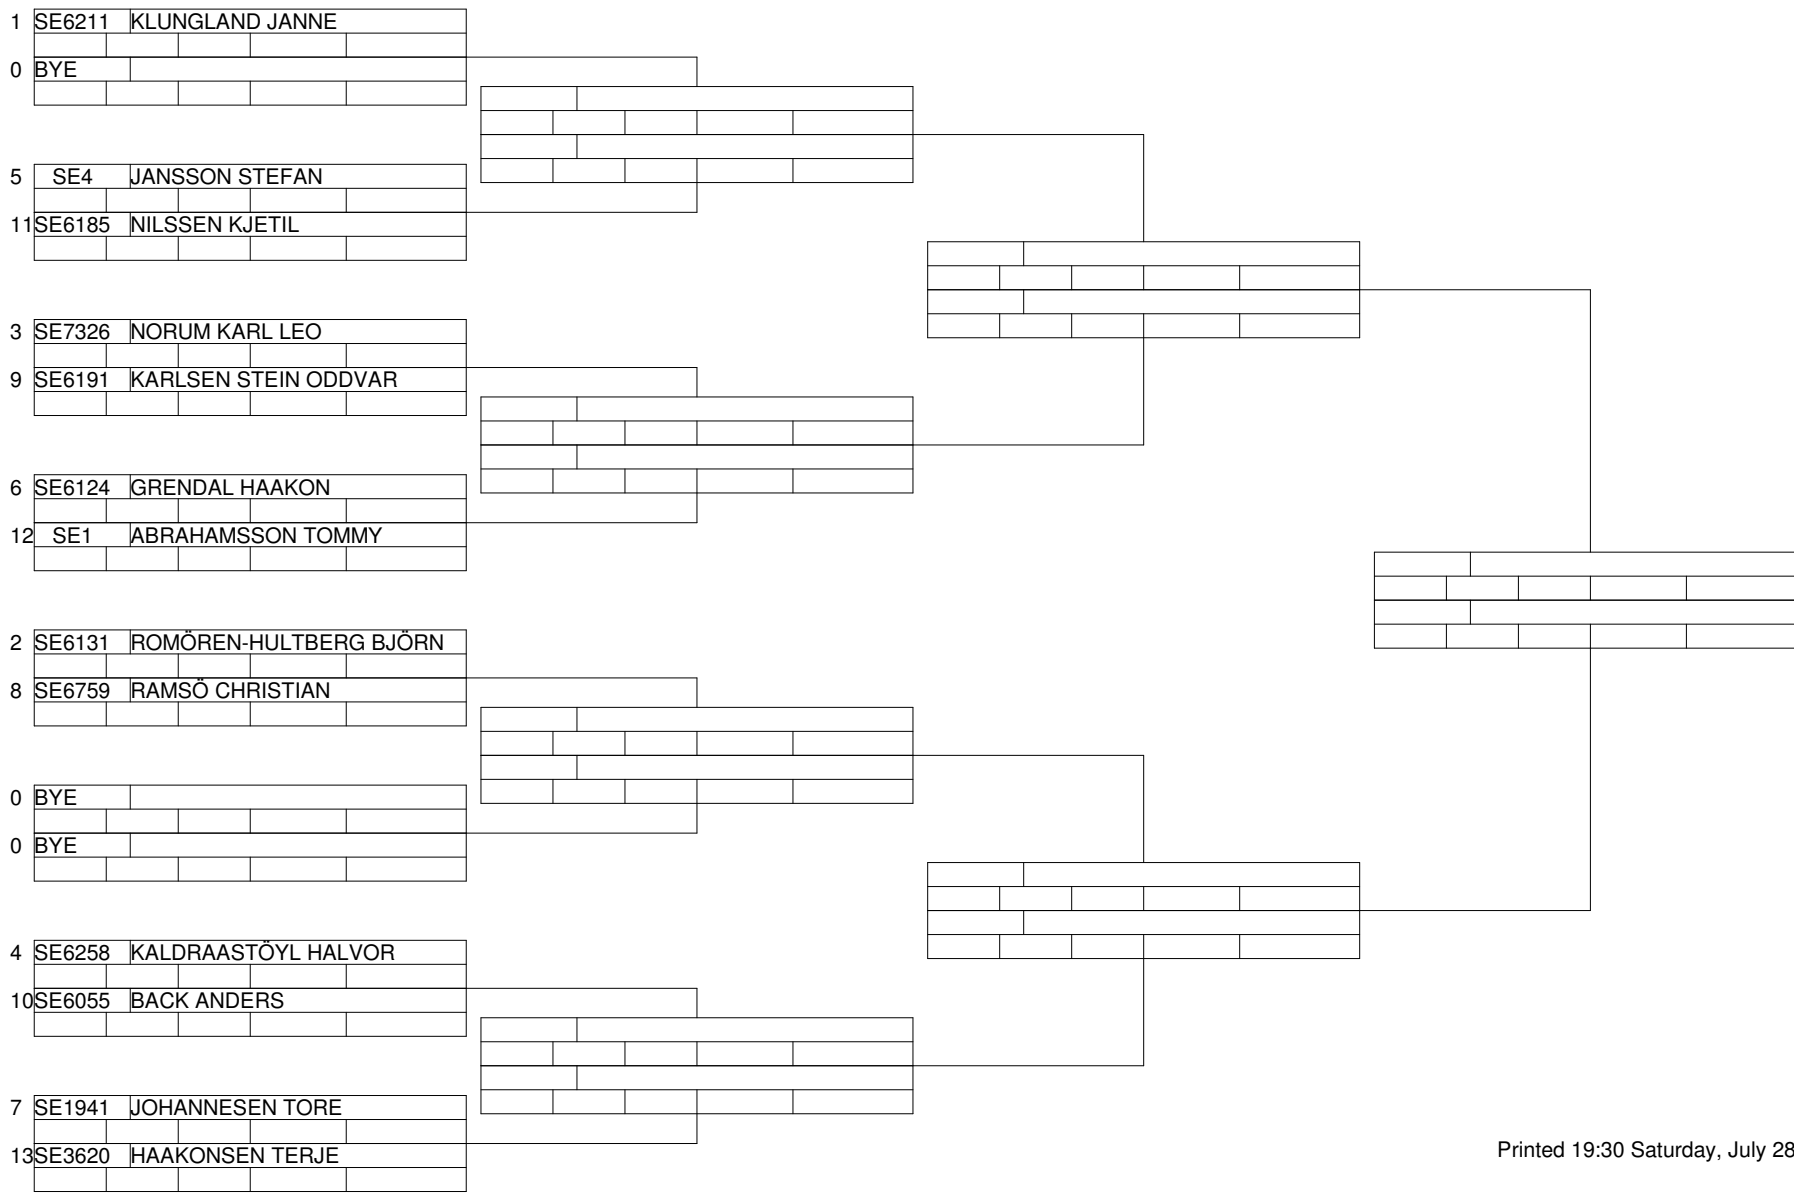 1 SE6211 KLUNGLAND JANNE
0 BYE
5 SE4 JANSSON STEFAN
11 SE6185 NILSSEN KJETIL
3 SE7326 NORUM KARL LEO
9 SE6191 KARLSEN STEIN ODDVAR
6 SE6124 GRENDAL HAAKON
12 SE1 ABRAHAMSSON TOMMY
2 SE6131 ROMÖREN-HULTBERG BJÖRN
8 SE6759 RAMSÖ CHRISTIAN
0 BYE
0 BYE
4 SE6258 KALDRAASTÖYL HALVOR
10 SE6055 BACK ANDERS
7 SE1941 JOHANNESEN TORE
13 SE3620 HAAKONSEN TERJE
Printed 19:30 Saturday, July 28